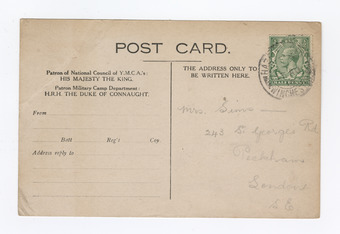 POST CARD.
Patron of National Council of Y.M.C.A.'s:
HIS MAJESTY THE KING.
Patron Military Camp Department:
H.R.H. THE DUKE OF CONNAUGHT.
From
Batt Reg't Coy
Address reply to
THE ADDRESS ONLY TO
BE WRITTEN HERE.
Mrs. Sims
243 St Georges Rd
Peckham
London
S.E